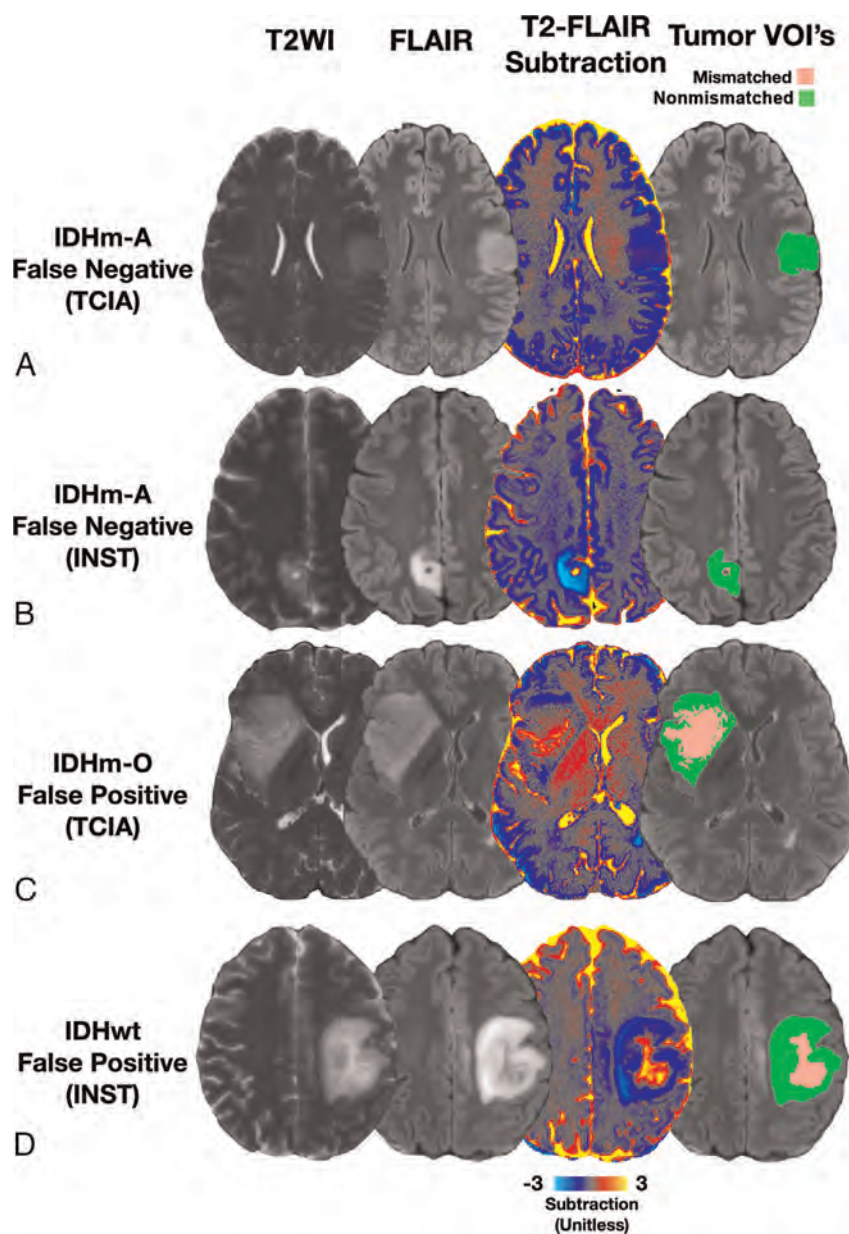 T2WI
FLAIR
T2-FLAIR
Subtraction
Tumor VOI's
Mismatched
Nonmismatched
IDHm-A
False Negative
(TCIA)
A
IDHm-A
False Negative
(INST)
B
IDHm-O
False Positive
(TCIA)
C
IDHwt
False Positive
(INST)
D
-3 3
Subtraction
(Unitless)